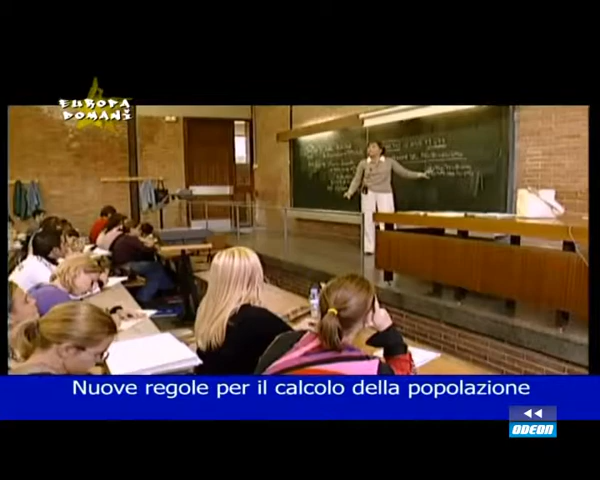 EUROPA
DOMANI
Nuove regole per il calcolo della popolazione
ODEON